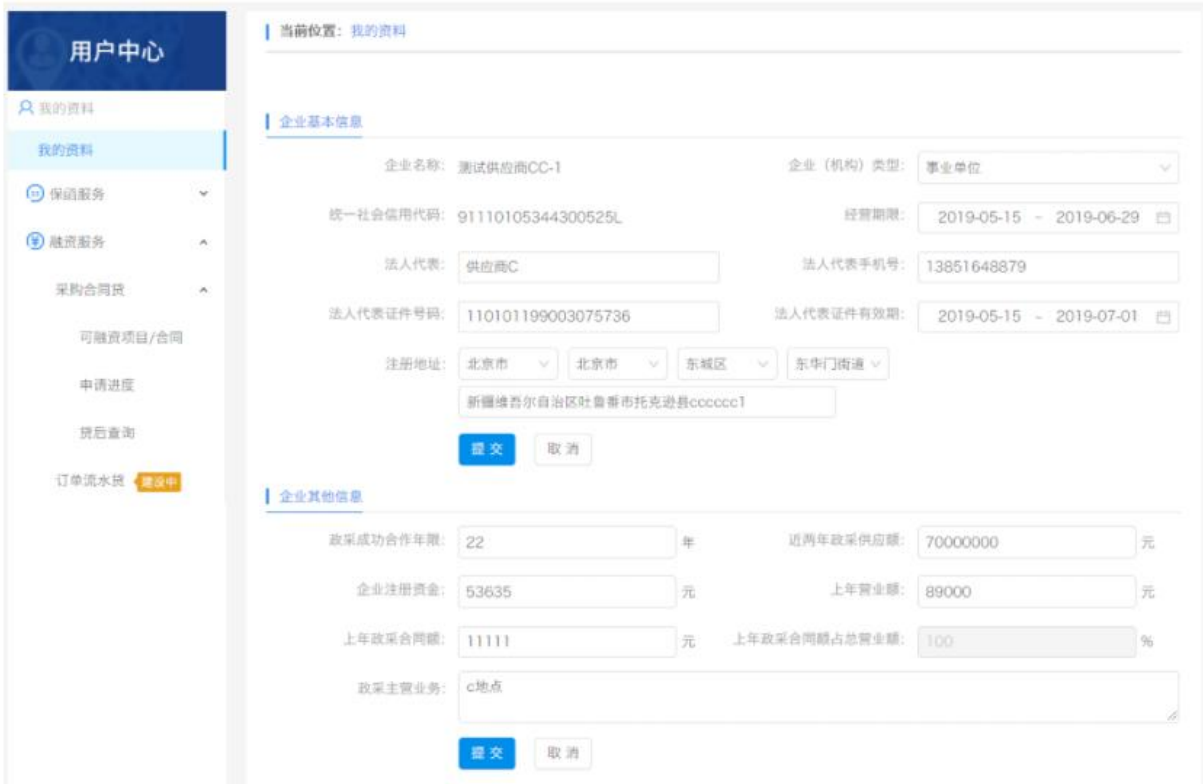 用户中心
我的资料
我的资料
保函服务
融资服务
采购合同贷
可融资项目/合同
申请进度
贷后查询
订单流水贷 建设中
当前位置: 我的资料
企业基本信息
企业名称: 测试供应商CC-1 企业（机构）类型: 事业单位
统一社会信用代码: 91110105344300525L 经营期限: 2019-05-15 ~ 2019-06-29
法人代表: 供应商C 法人代表手机号: 13851648879
法人代表证件号码: 110101199003075736 法人代表证件有效期: 2019-05-15 ~ 2019-07-01
注册地址: 北京市 北京市 东城区 东华门街道
新疆维吾尔自治区吐鲁番市托克逊县cccccc1
提交 取消
企业其他信息
政采成功合作年限: 22 年 近两年政采供应额: 70000000 元
企业注册资金: 53635 元 上年营业额: 89000 元
上年政采合同额: 11111 元 上年政采合同额占总营业额: 100 %
政采主营业务: c地点
提交 取消